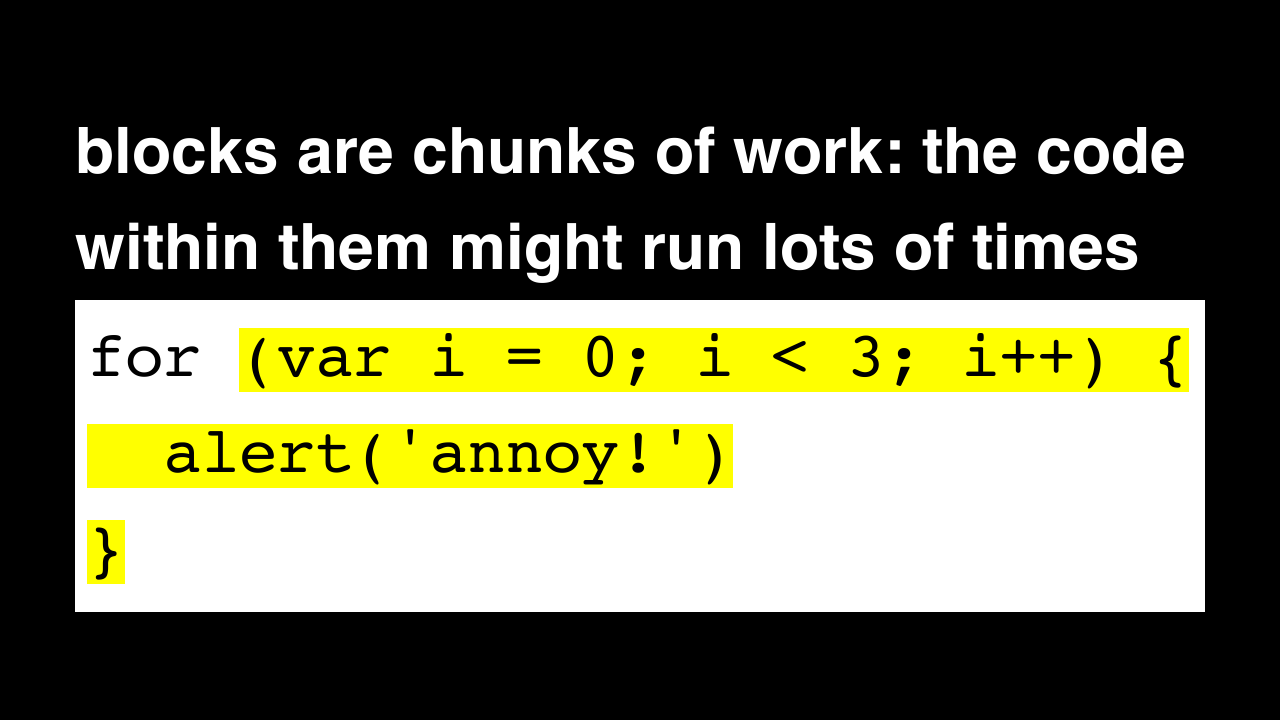 blocks are chunks of work: the code
within them might run lots of times
for (var i = 0; i < 3; i++) {
  alert('annoy!')
}